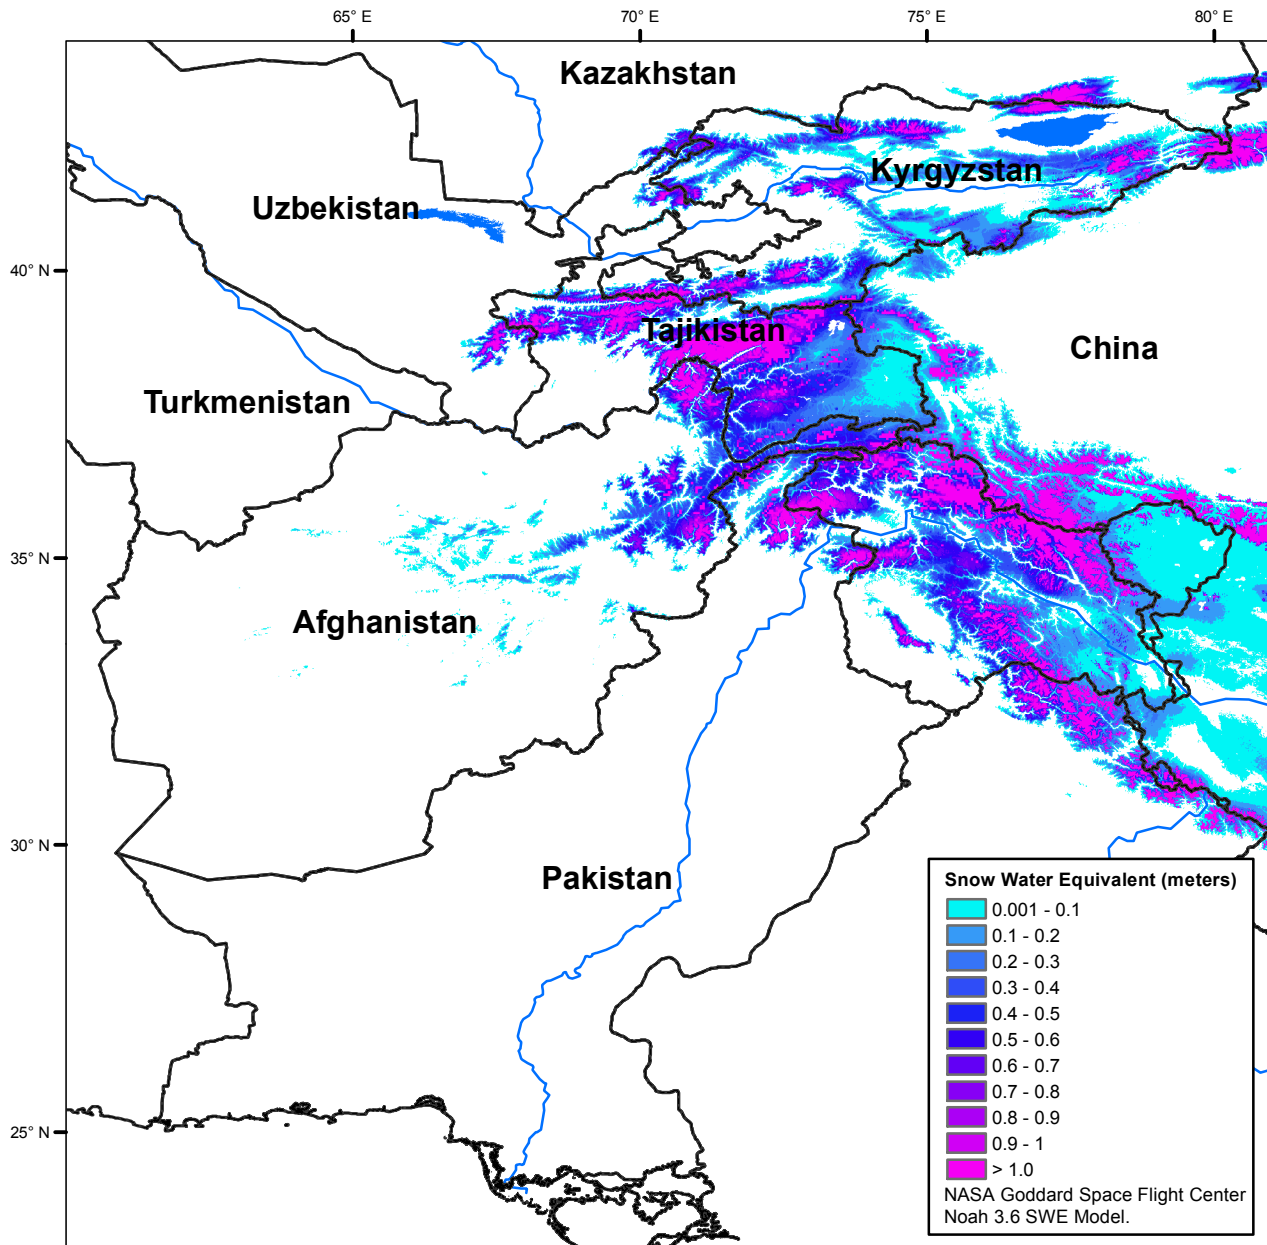 65° E
70° E
75° E
80° E
Kazakhstan
Kyrgyzstan
Uzbekistan
40° N
Tajikistan
China
Turkmenistan
35° N
Afghanistan
30° N
Pakistan
25° N
Snow Water Equivalent (meters)
0.001 - 0.1
0.1 - 0.2
0.2 - 0.3
0.3 - 0.4
0.4 - 0.5
0.5 - 0.6
0.6 - 0.7
0.7 - 0.8
0.8 - 0.9
0.9 - 1
> 1.0
NASA Goddard Space Flight Center
Noah 3.6 SWE Model.